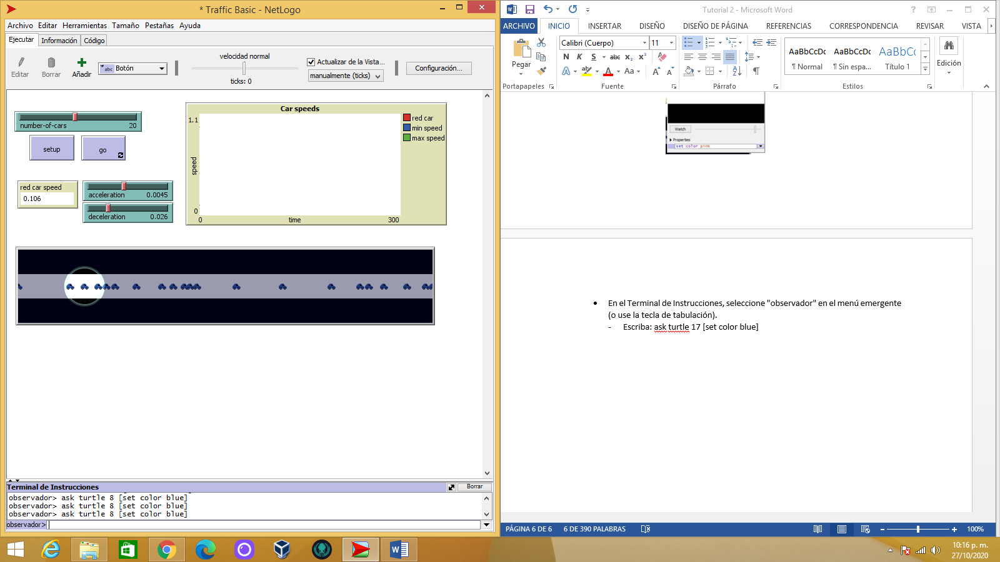 * Traffic Basic - NetLogo
Archivo Editar Herramientas Tamaño Pestañas Ayuda
Ejecutar Información Código
Editar Borrar Añadir
abc Botón
velocidad normal
ticks: 0
Actualizar de la Vista...
manualmente (ticks)
Configuración...
number-of-cars 20
setup go
red car speed
0.106
acceleration 0.0045
deceleration 0.026
Car speeds
1.1
speed
0
0 time 300
red car
min speed
max speed
Terminal de Instrucciones
Borrar
observador> ask turtle 8 [set color blue]
observador> ask turtle 8 [set color blue]
observador> ask turtle 8 [set color blue]
observador>
Tutorial 2 - Microsoft Word
ARCHIVO INICIO INSERTAR DISEÑO DISEÑO DE PÁGINA REFERENCIAS CORRESPONDENCIA REVISAR VISTA
Pegar
Calibri (Cuerpo) 11
N K S abc x₂ x²
A ab A Aa A A
AaBbCcDc AaBbCcDc AaBbCc
¶ Normal ¶ Sin espa... Título 1
Edición
Portapapeles Fuente Párrafo Estilos
Watch
Properties
set color pink
• En el Terminal de Instrucciones, seleccione "observador" en el menú emergente
(o use la tecla de tabulación).
- Escriba: ask turtle 17 [set color blue]
PÁGINA 6 DE 6 6 DE 390 PALABRAS
100%
10:16 p. m.
27/10/2020